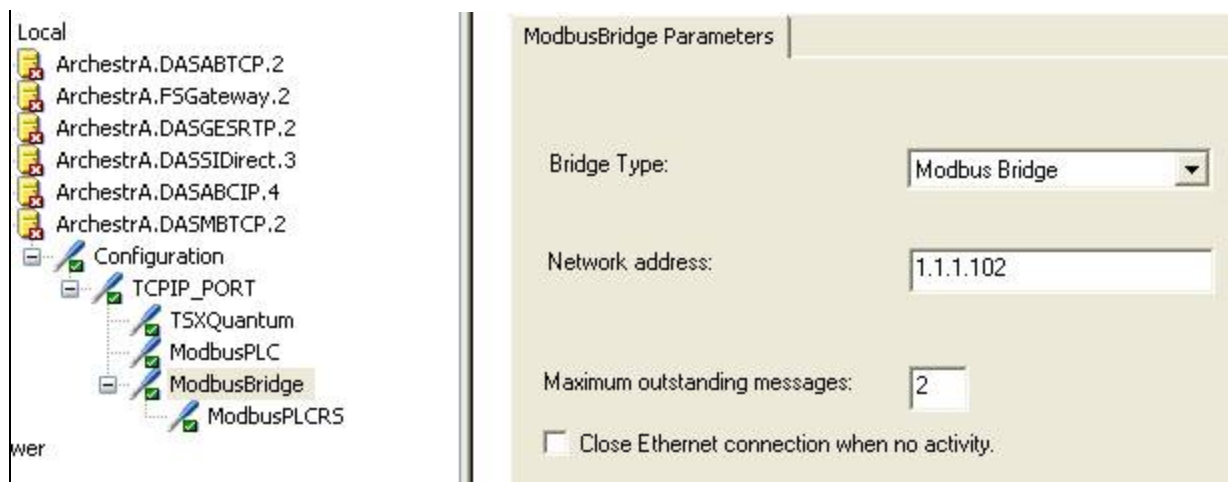 Local
ArchestrA.DASABTCP.2
ArchestrA.FSGateway.2
ArchestrA.DASGESRTP.2
ArchestrA.DASSIDirect.3
ArchestrA.DASABCIP.4
ArchestrA.DASMBTCP.2
Configuration
TCPIP_PORT
TSXQuantum
ModbusPLC
ModbusBridge
ModbusPLCRS
wer
ModbusBridge Parameters
Bridge Type:
Modbus Bridge
Network address:
1.1.1.102
Maximum outstanding messages:
2
Close Ethernet connection when no activity.